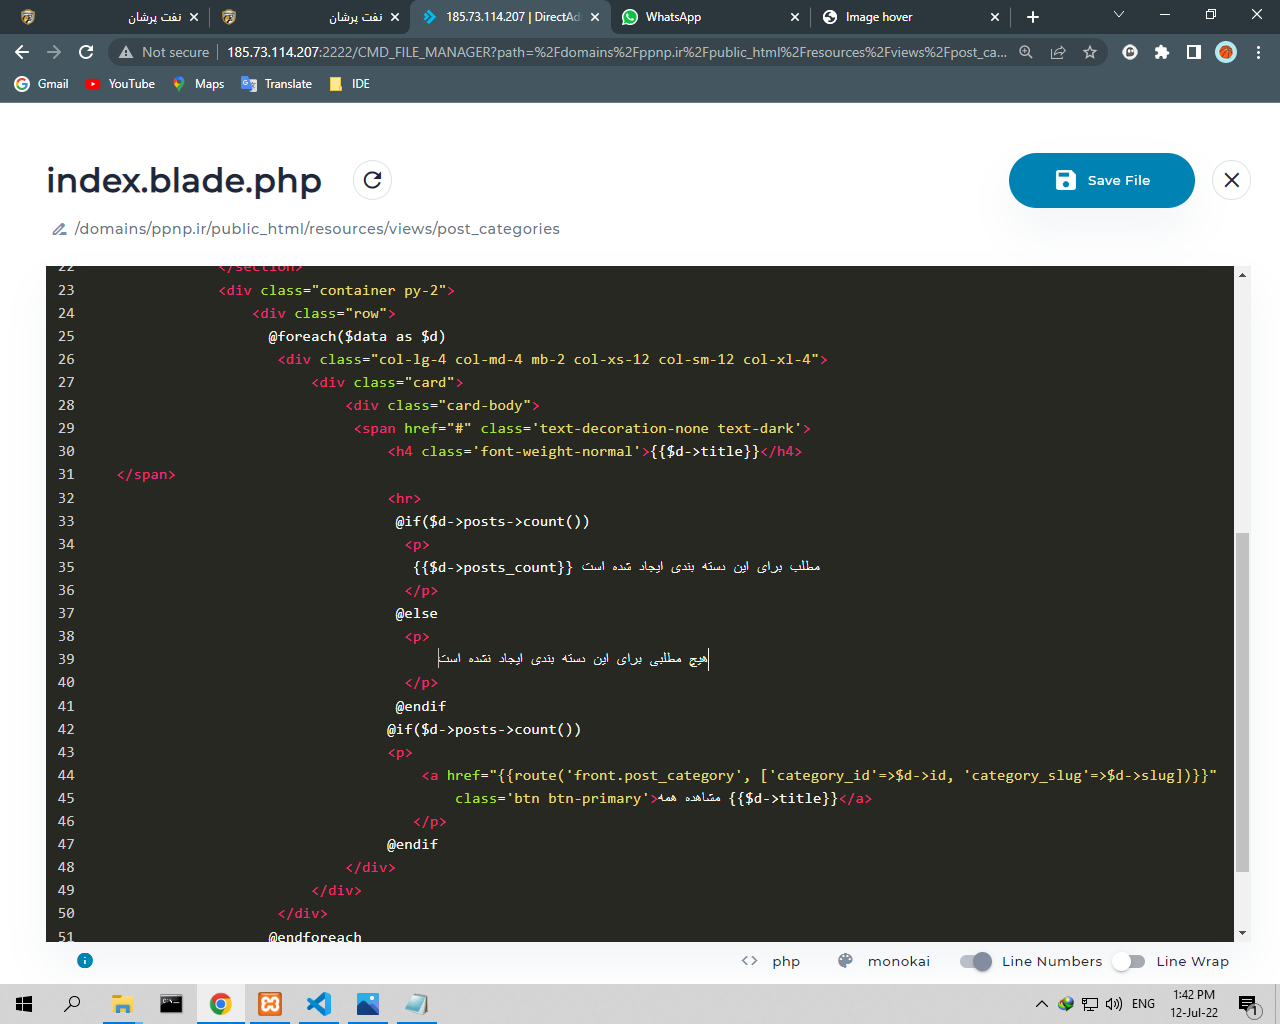 نفت پرشان
نفت پرشان
185.73.114.207 | DirectAd
WhatsApp
Image hover
Not secure
185.73.114.207:2222/CMD_FILE_MANAGER?path=%2Fdomains%2Fppnp.ir%2Fpublic_html%2Fresources%2Fviews%2Fpost_ca...
Gmail
YouTube
Maps
Translate
IDE
index.blade.php
Save File
/domains/ppnp.ir/public_html/resources/views/post_categories
22 </section>
23 <div class="container py-2">
24 <div class="row">
25 @foreach($data as $d)
26 <div class="col-lg-4 col-md-4 mb-2 col-xs-12 col-sm-12 col-xl-4">
27 <div class="card">
28 <div class="card-body">
29 <span href="#" class='text-decoration-none text-dark'>
30 <h4 class='font-weight-normal'>{{$d->title}}</h4>
31 </span>
32 <hr>
33 @if($d->posts->count())
34 <p>
35 {{$d->posts_count}} مطلب برای این دسته بندی ایجاد شده است
36 </p>
37 @else
38 <p>
39 هیچ مطلبی برای این دسته بندی ایجاد نشده است
40 </p>
41 @endif
42 @if($d->posts->count())
43 <p>
44 <a href="{{route('front.post_category', ['category_id'=>$d->id, 'category_slug'=>$d->slug])}}"
45 class='btn btn-primary'>مشاهده همه {{$d->title}}</a>
46 </p>
47 @endif
48 </div>
49 </div>
50 </div>
51 @endforeach
php
monokai
Line Numbers
Line Wrap
ENG
1:42 PM
12-Jul-22
1